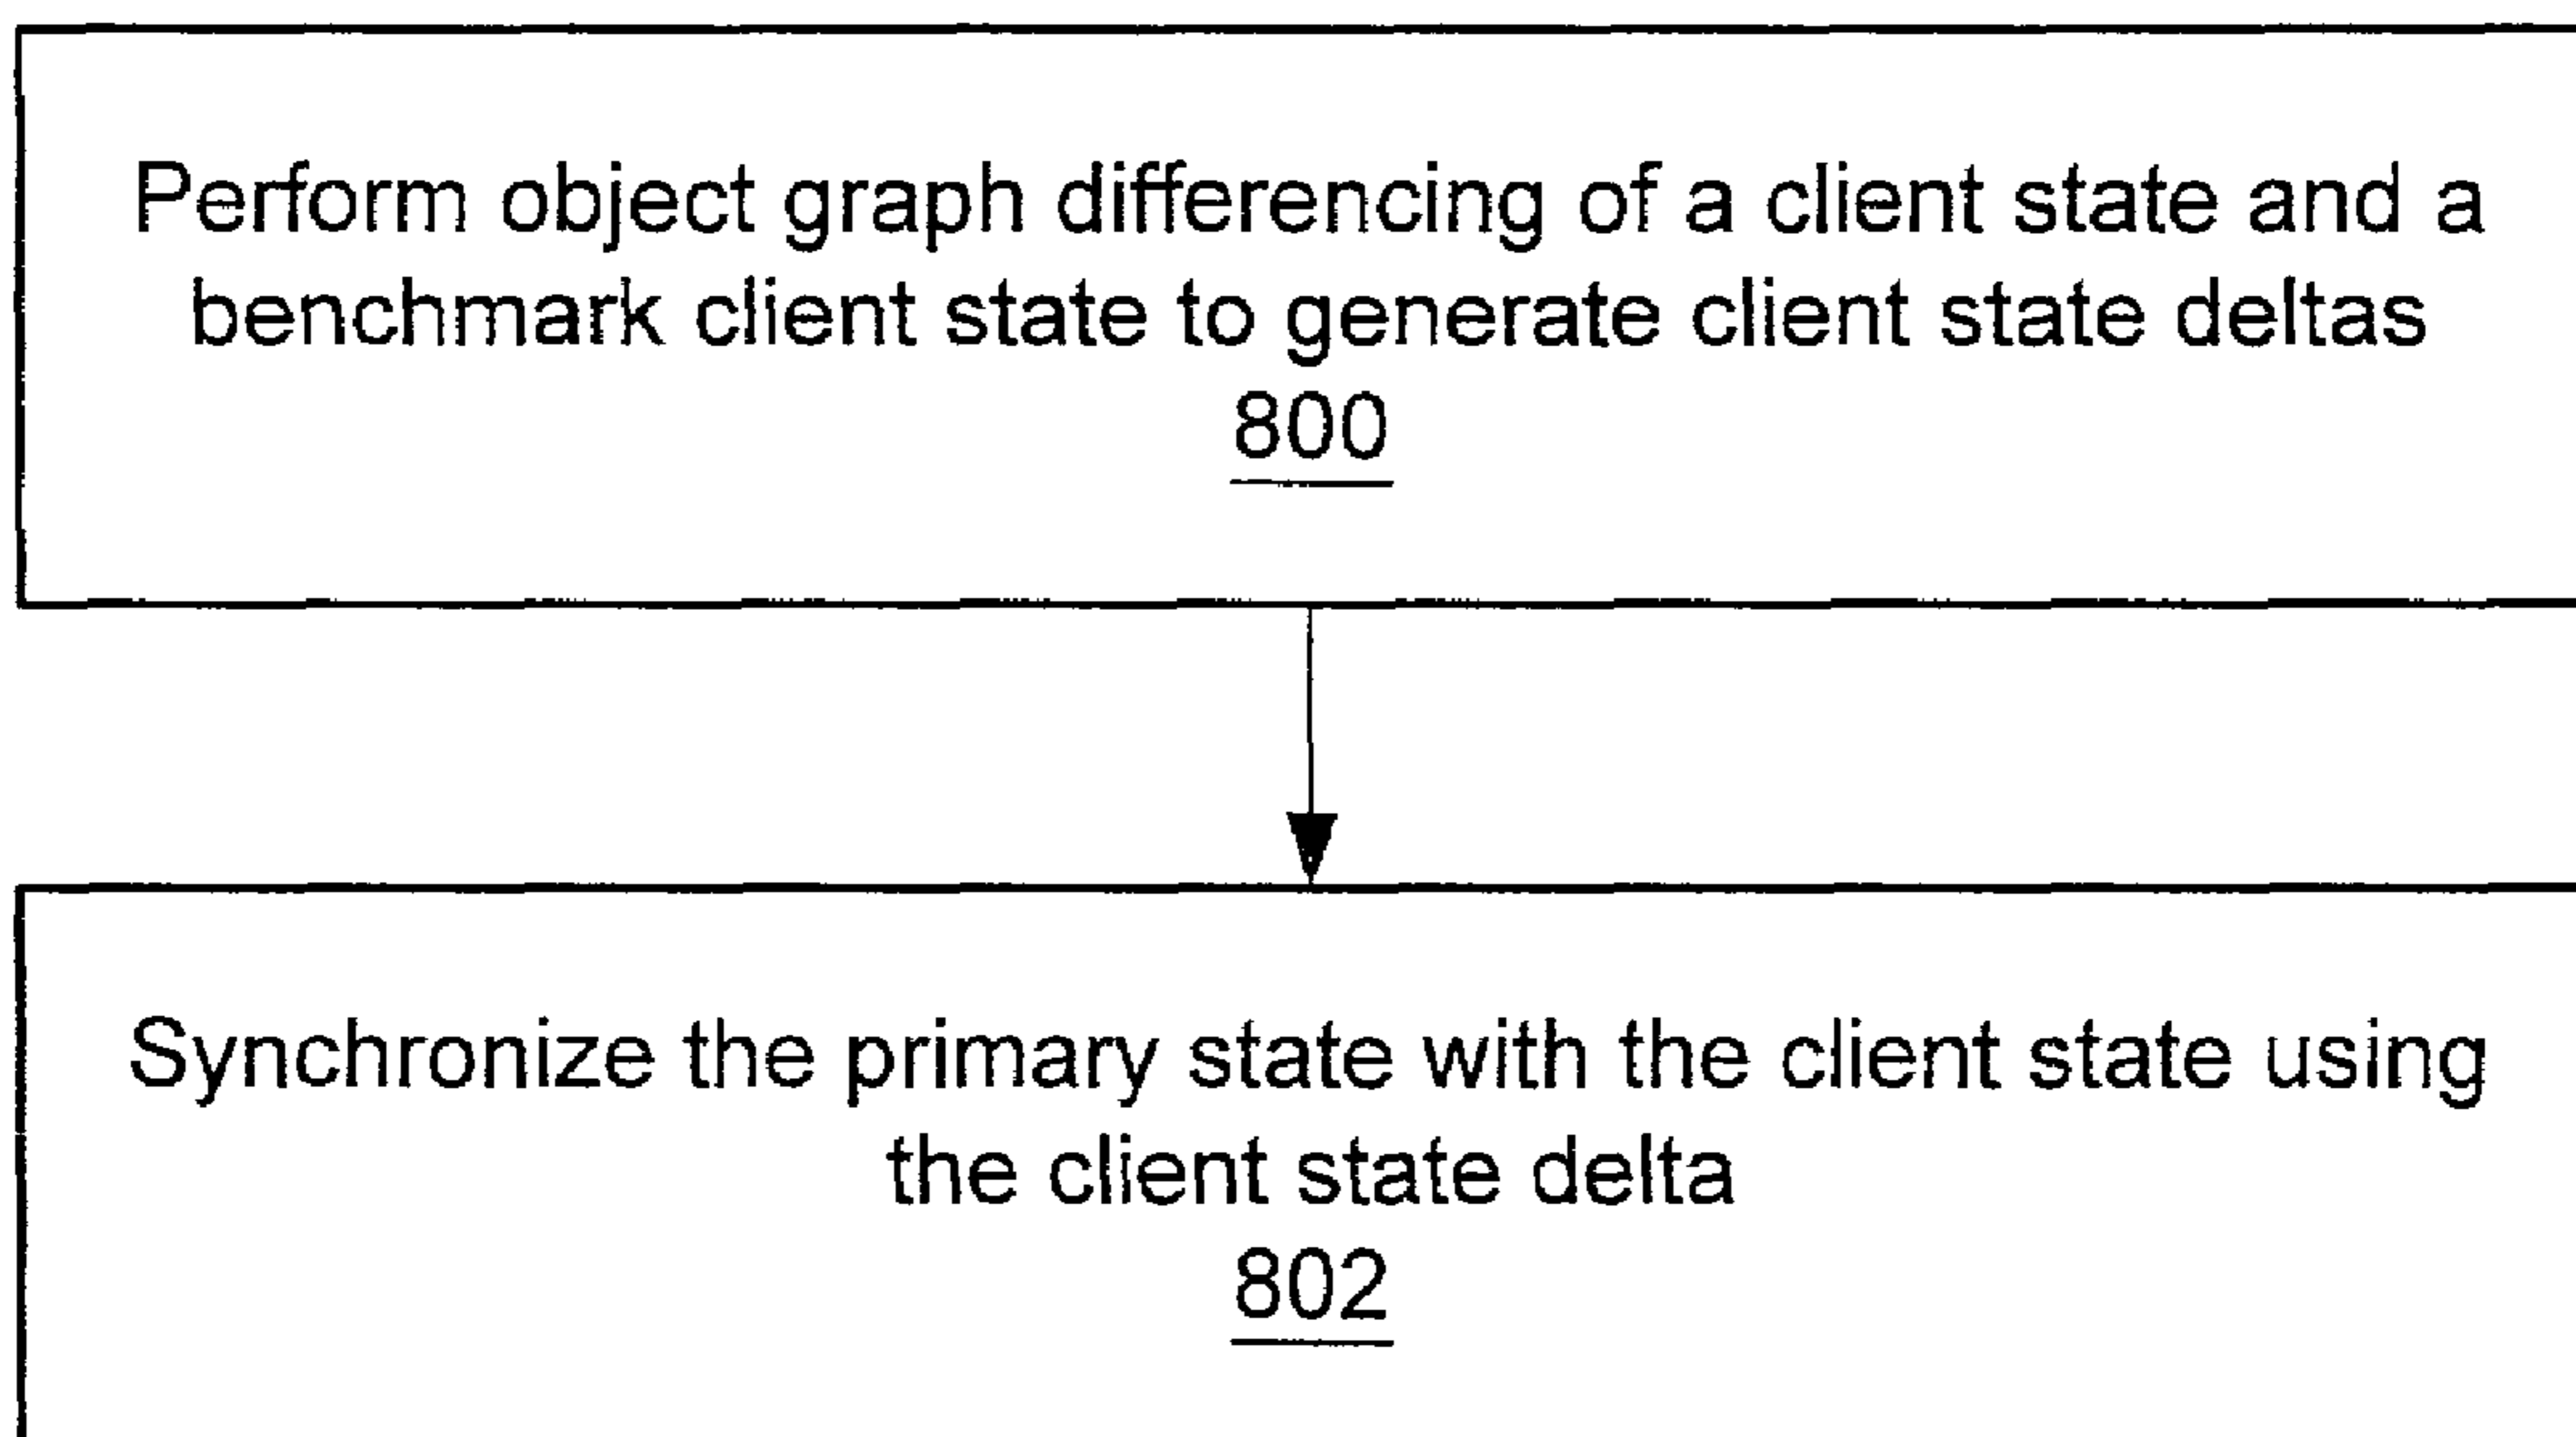 Perform object graph differencing of a client state and a
benchmark client state to generate client state deltas
800
Synchronize the primary state with the client state using
the client state delta
802